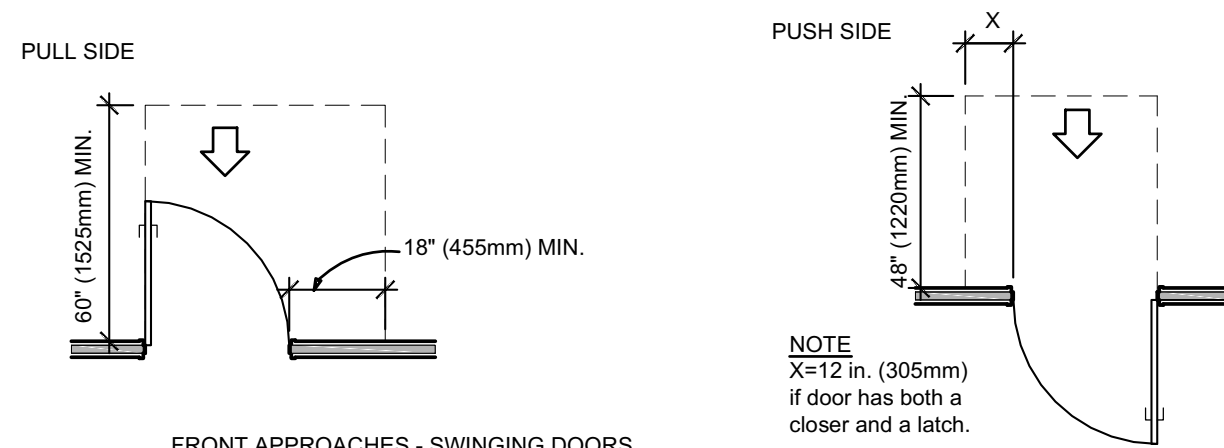 PULL SIDE
60" (1525mm) MIN.
18" (455mm) MIN.
FRONT APPROACHES - SWINGING DOORS
PUSH SIDE
X
48" (1220mm) MIN.
NOTE
X=12 in. (305mm)
if door has both a
closer and a latch.